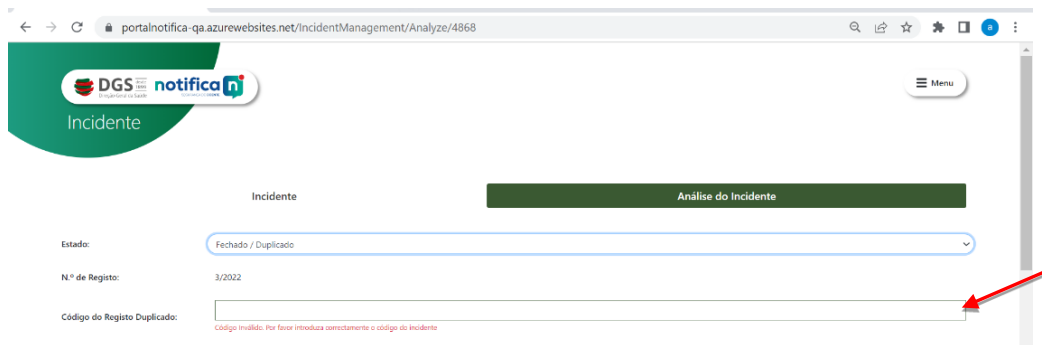 portalnotifica-qa.azurewebsites.net/IncidentManagement/Analyze/4868
a
DGS notifica n
Menu
Incidente
Incidente
Análise do Incidente
Estado:
Fechado / Duplicado
N.º de Registo:
3/2022
Código do Registo Duplicado:
Código Inválido. Por favor introduza correctamente o código do incidente